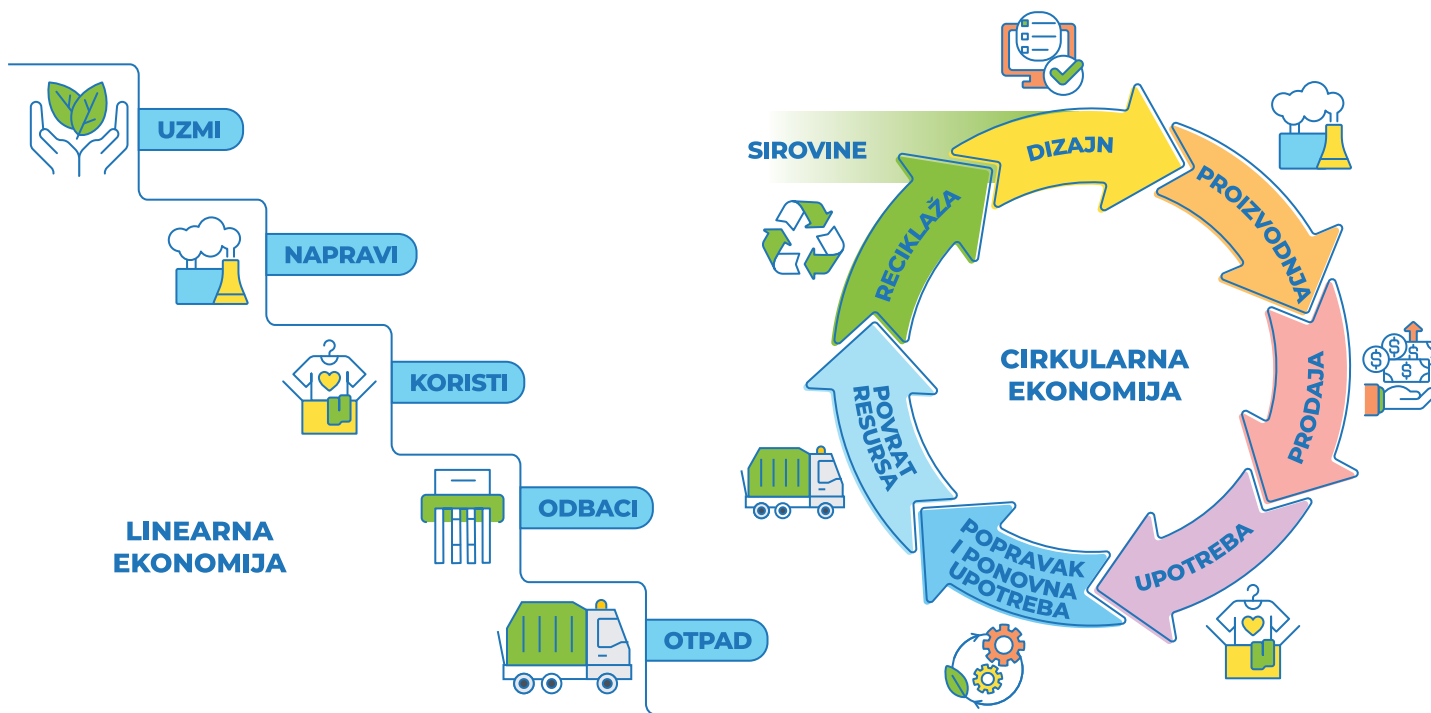 UZMI
NAPRAVI
KORISTI
ODBACI
OTPAD
LINEARNA
EKONOMIJA
SIROVINE
DIZAJN
PROIZVODNJA
PRODAJA
UPOTREBA
POPRAVAK
I PONOVNA
UPOTREBA
POVRAT
RESURSA
RECIKLAŽA
CIRKULARNA
EKONOMIJA
$
$
$
$